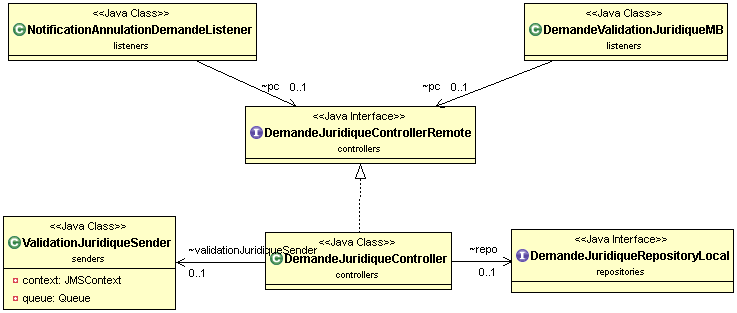 <<Java Class>>
NotificationAnnulationDemandeListener
listeners
<<Java Class>>
DemandeValidationJuridiqueMB
listeners
~pc
0..1
~pc
0..1
<<Java Interface>>
DemandeJuridiqueControllerRemote
controllers
<<Java Class>>
ValidationJuridiqueSender
senders
context: JMSContext
queue: Queue
~validationJuridiqueSender
0..1
<<Java Class>>
DemandeJuridiqueController
controllers
~repo
0..1
<<Java Interface>>
DemandeJuridiqueRepositoryLocal
repositories